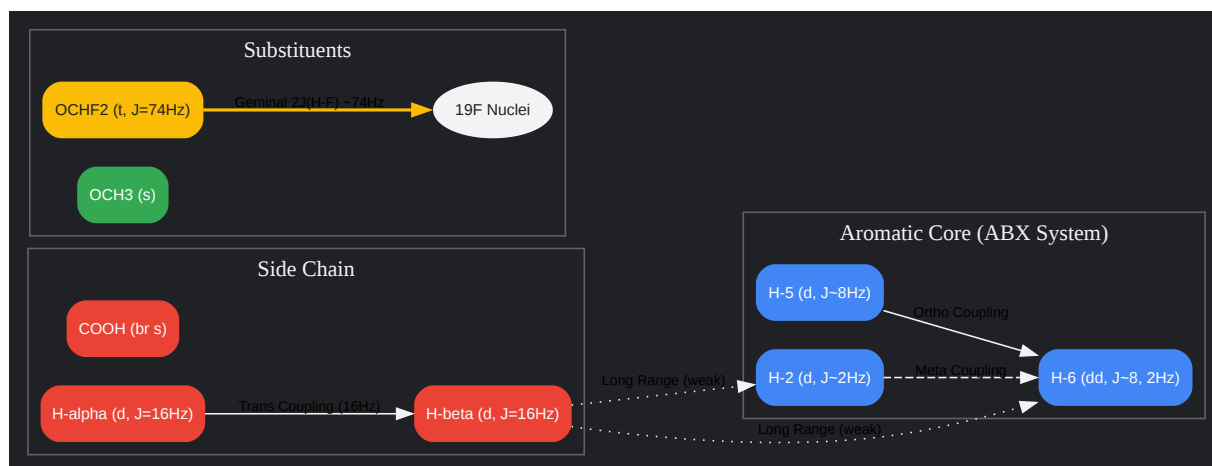 Substituents
OCHF2 (t, J=74Hz)
Geminal 2J(H-F) ~74Hz
19F Nuclei
OCH3 (s)
Side Chain
COOH (br s)
H-alpha (d, J=16Hz)
Trans Coupling (16Hz)
H-beta (d, J=16Hz)
Long Range (weak)
Long Range (weak)
Aromatic Core (ABX System)
H-5 (d, J~8Hz)
Ortho Coupling
H-2 (d, J~2Hz)
Meta Coupling
H-6 (dd, J~8, 2Hz)